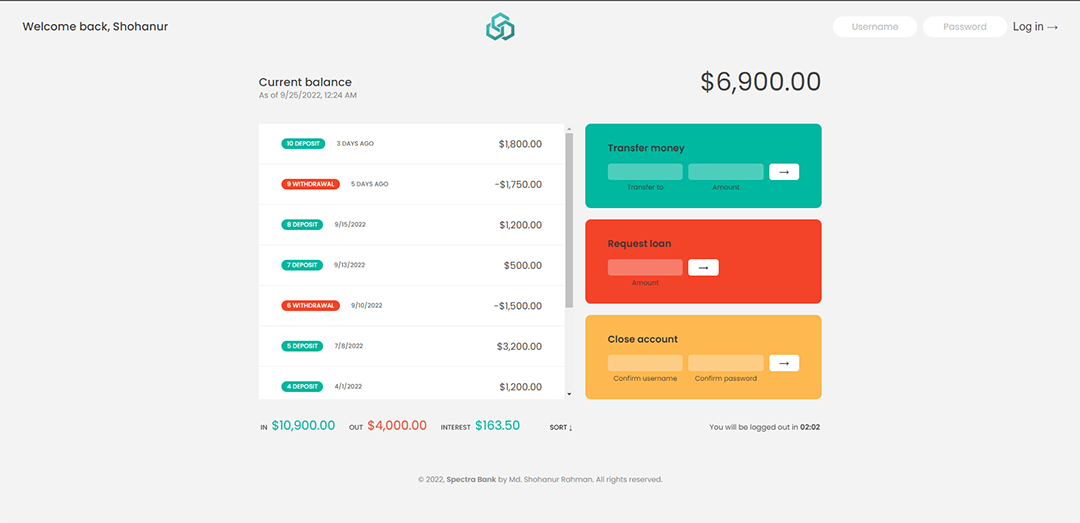 Welcome back, Shohanur
Username Password Log in →
Current balance
As of 9/25/2022, 12:24 AM
$6,900.00
10 DEPOSIT 3 DAYS AGO $1,800.00
9 WITHDRAWAL 5 DAYS AGO -$1,750.00
8 DEPOSIT 9/15/2022 $1,200.00
7 DEPOSIT 9/13/2022 $500.00
6 WITHDRAWAL 9/10/2022 -$1,500.00
5 DEPOSIT 7/8/2022 $3,200.00
4 DEPOSIT 4/1/2022 $1,200.00
Transfer money
→
Transfer to Amount
Request loan
→
Amount
Close account
→
Confirm username Confirm password
IN $10,900.00 OUT $4,000.00 INTEREST $163.50 SORT ↓
You will be logged out in 02:02
© 2022, Spectra Bank by Md. Shohanur Rahman. All rights reserved.